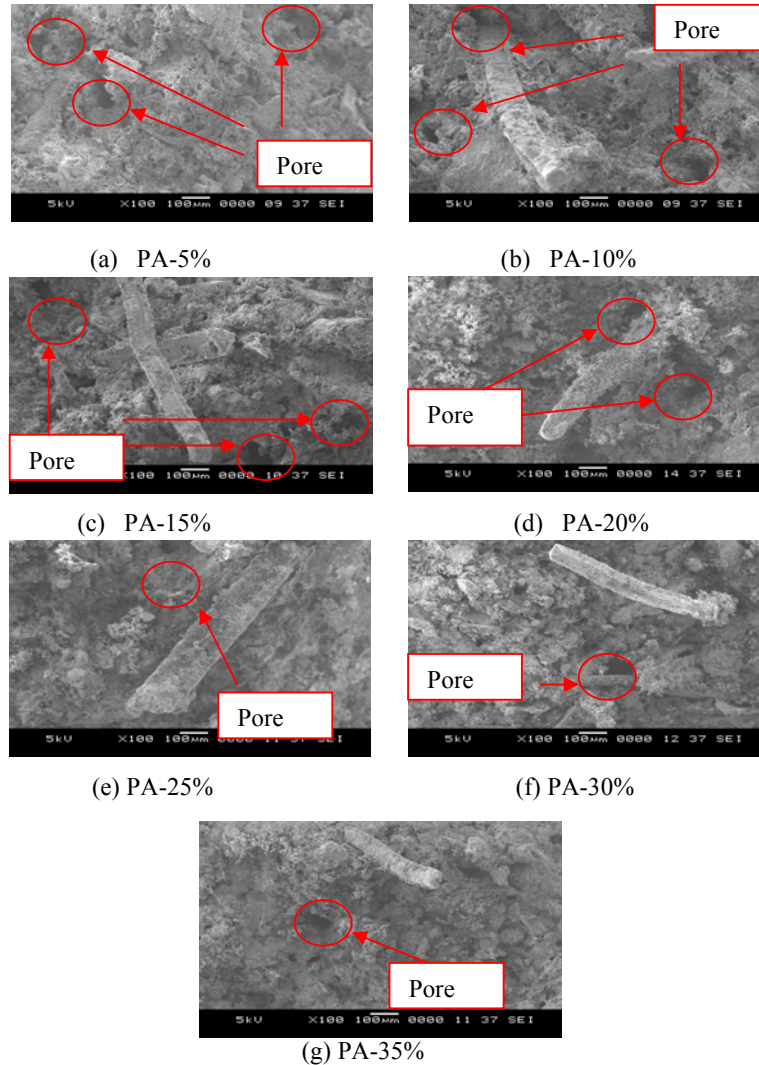 Pore
5kV X100 100μm 0000 09 37 SEI
(a) PA-5%
Pore
5kV X100 100μm 0000 09 37 SEI
(b) PA-10%
Pore
X100 100μm 0000 10 37 SEI
(c) PA-15%
Pore
5kV X100 100μm 0000 14 37 SEI
(d) PA-20%
Pore
5kV X100 100μm 0000 11 37 SEI
(e) PA-25%
Pore
5kV X100 100μm 0000 12 37 SEI
(f) PA-30%
Pore
5kV X100 100μm 0000 11 37 SEI
(g) PA-35%